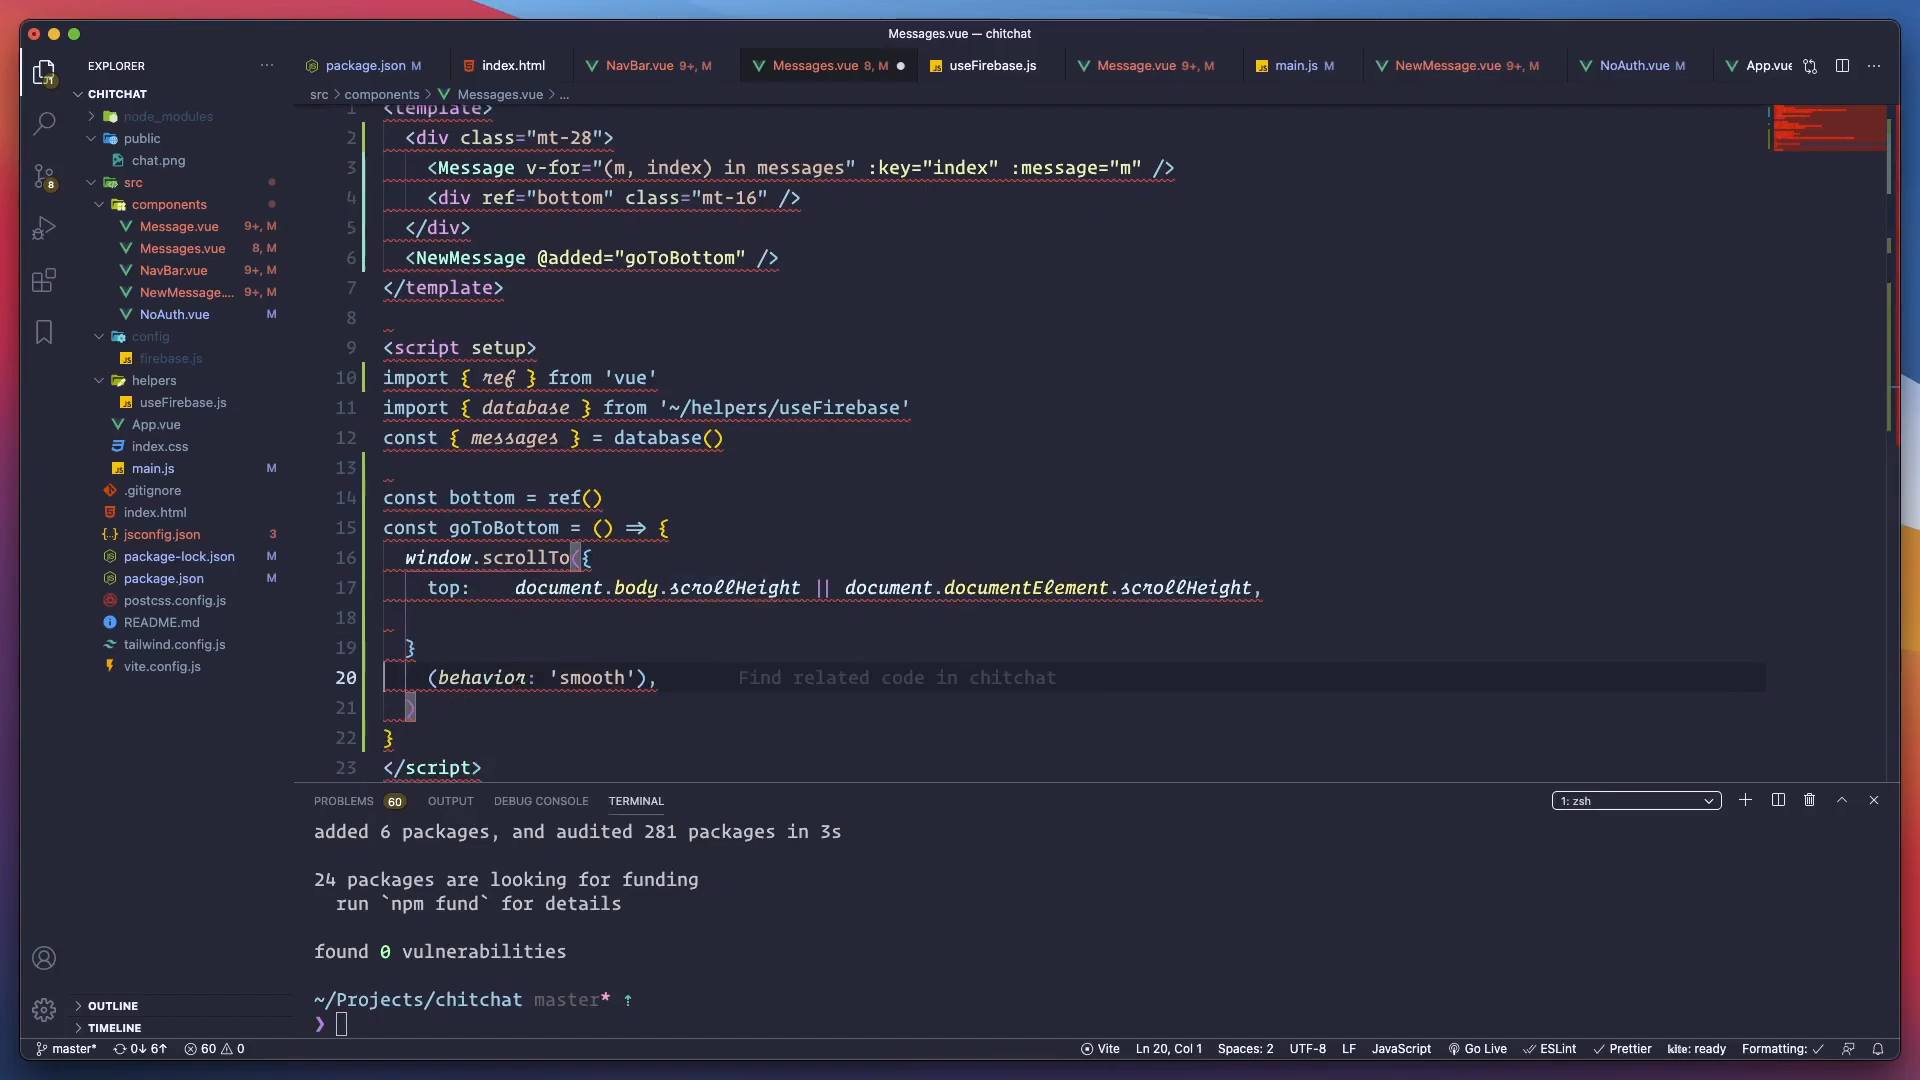 Messages.vue — chitchat
EXPLORER
package.json M
index.html
NavBar.vue 9+, M
Messages.vue 8, M
useFirebase.js
Message.vue 9+, M
main.js M
NewMessage.vue 9+, M
NoAuth.vue M
App.vue
src > components > Messages.vue > ...
CHITCHAT
node_modules
public
chat.png
src
components
Message.vue 9+, M
Messages.vue 8, M
NavBar.vue 9+, M
NewMessage.... 9+, M
NoAuth.vue M
config
firebase.js
helpers
useFirebase.js
App.vue
index.css
main.js M
.gitignore
index.html
jsconfig.json 3
package-lock.json M
package.json M
postcss.config.js
README.md
tailwind.config.js
vite.config.js
OUTLINE
TIMELINE
8
1 <template>
2 <div class="mt-28">
3 <Message v-for="(m, index) in messages" :key="index" :message="m" />
4 <div ref="bottom" class="mt-16" />
5 </div>
6 <NewMessage @added="goToBottom" />
7 </template>
8
9 <script setup>
10 import { ref } from 'vue'
11 import { database } from '~/helpers/useFirebase'
12 const { messages } = database()
13
14 const bottom = ref()
15 const goToBottom = () => {
16 window.scrollTo({
17 top: document.body.scrollHeight || document.documentElement.scrollHeight,
18
19 }
20 (behavior: 'smooth'), Find related code in chitchat
21 )
22 }
23 </script>
PROBLEMS 60 OUTPUT DEBUG CONSOLE TERMINAL
1: zsh
added 6 packages, and audited 281 packages in 3s
24 packages are looking for funding
run `npm fund` for details
found 0 vulnerabilities
~/Projects/chitchat master* ⇡
❯
master* 0↓ 6↑ 60 0
Vite Ln 20, Col 1 Spaces: 2 UTF-8 LF JavaScript Go Live ESLint Prettier kite: ready Formatting: ✓